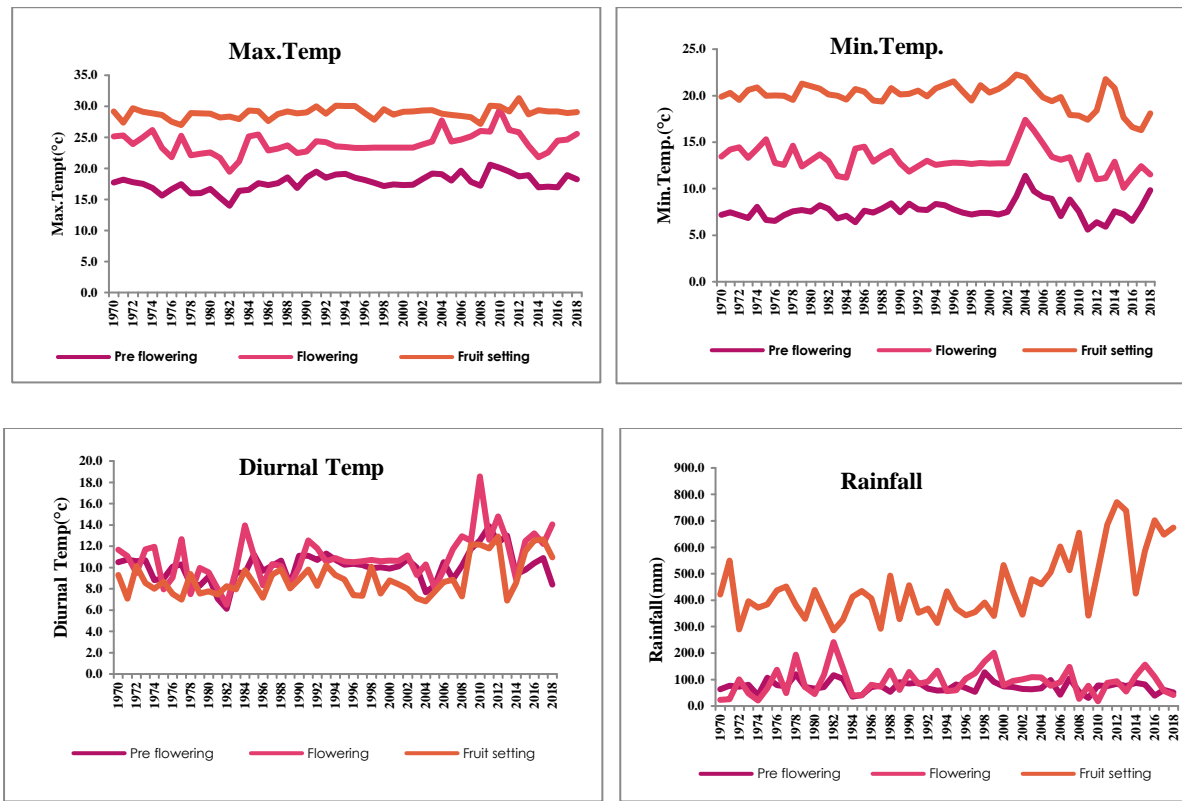 Max.Temp
Max.Tempt(°c)
35.0
30.0
25.0
20.0
15.0
10.0
5.0
0.0
1970 1972 1974 1976 1978 1980 1982 1984 1986 1988 1990 1992 1994 1996 1998 2000 2002 2004 2006 2008 2010 2012 2014 2016 2018
Pre flowering Flowering Fruit setting
Min.Temp.
Min.Temp.(°c)
25.0
20.0
15.0
10.0
5.0
0.0
1970 1972 1974 1976 1978 1980 1982 1984 1986 1988 1990 1992 1994 1996 1998 2000 2002 2004 2006 2008 2010 2012 2014 2016 2018
Pre flowering Flowering Fruit setting
Diurnal Temp
Diurnal Temp(°c)
20.0
18.0
16.0
14.0
12.0
10.0
8.0
6.0
4.0
2.0
0.0
1970 1972 1974 1976 1978 1980 1982 1984 1986 1988 1990 1992 1994 1996 1998 2000 2002 2004 2006 2008 2010 2012 2014 2016 2018
Pre flowering Flowering Fruit setting
Rainfall
Rainfall(mm)
900.0
800.0
700.0
600.0
500.0
400.0
300.0
200.0
100.0
0.0
1970 1972 1974 1976 1978 1980 1982 1984 1986 1988 1990 1992 1994 1996 1998 2000 2002 2004 2006 2008 2010 2012 2014 2016 2018
Pre flowering Flowering Fruit setting